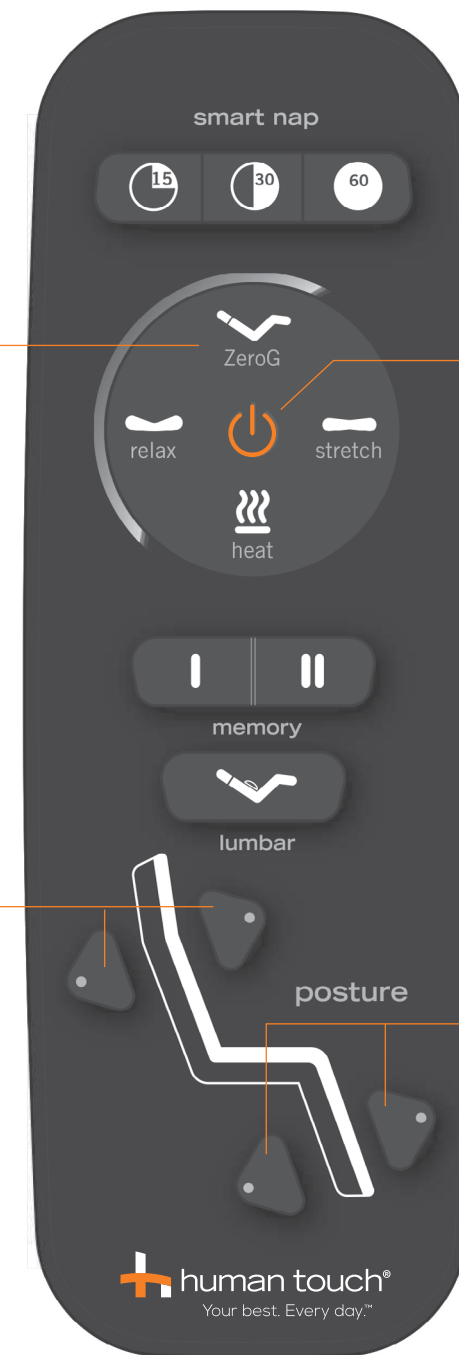 smart nap
15 30 60
ZeroG
relax stretch
heat
I II
memory
lumbar
posture
human touch®
Your best. Every day.™